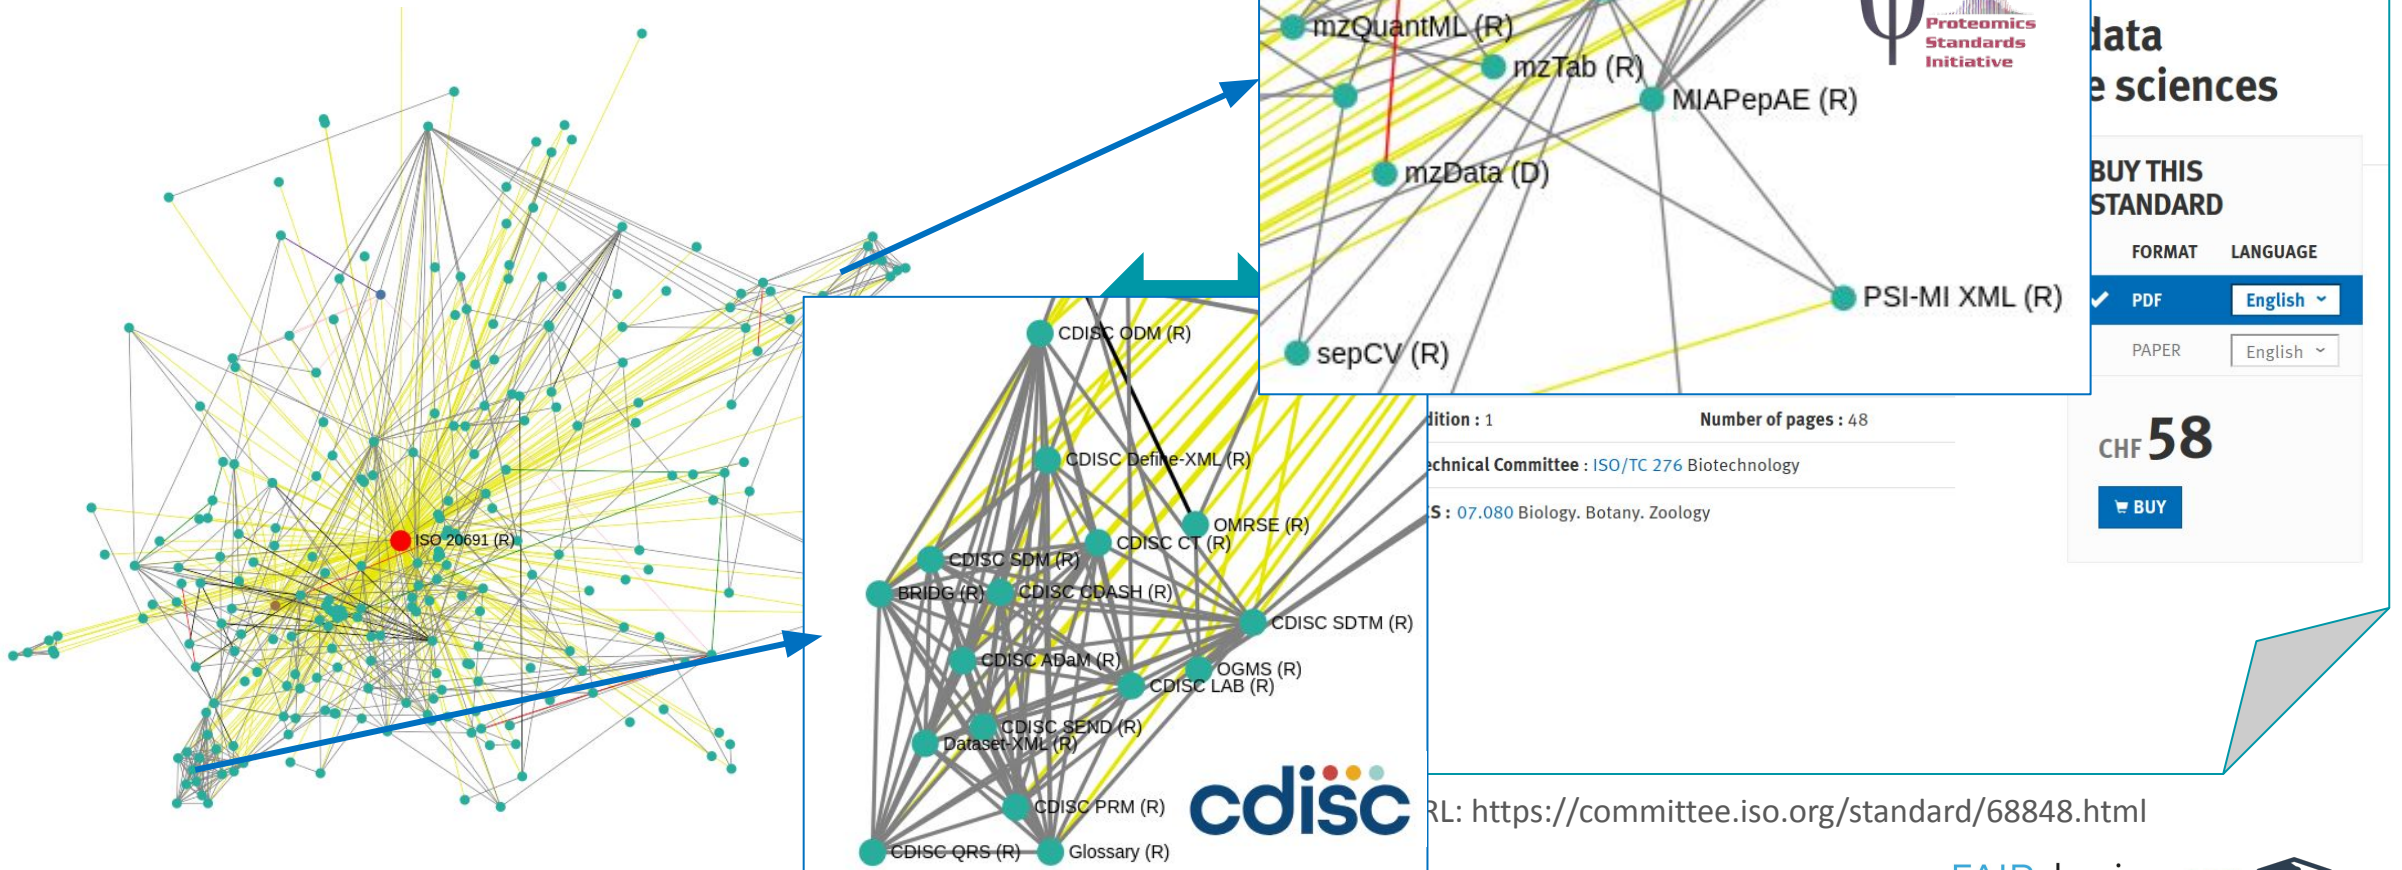 ISO 20691 (R)
mzQuantML (R)
mzTab (R)
MIAPepAE (R)
mzData (D)
PSI-MI XML (R)
sepCV (R)
Proteomics
Standards
Initiative
CDISC ODM (R)
CDISC Define-XML (R)
OMRSE (R)
CDISC CT (R)
CDISC SDM (R)
BRIDG (R)
CDISC CDASH (R)
CDISC SDTM (R)
CDISC ADaM (R)
OGMS (R)
CDISC LAB (R)
CDISC SEND (R)
Dataset-XML (R)
CDISC PRM (R)
CDISC QRS (R)
Glossary (R)
cdisc
data
e sciences
BUY THIS
STANDARD
FORMAT LANGUAGE
PDF English
PAPER English
CHF 58
BUY
dition : 1 Number of pages : 48
echnical Committee : ISO/TC 276 Biotechnology
S : 07.080 Biology. Botany. Zoology
RL: https://committee.iso.org/standard/68848.html